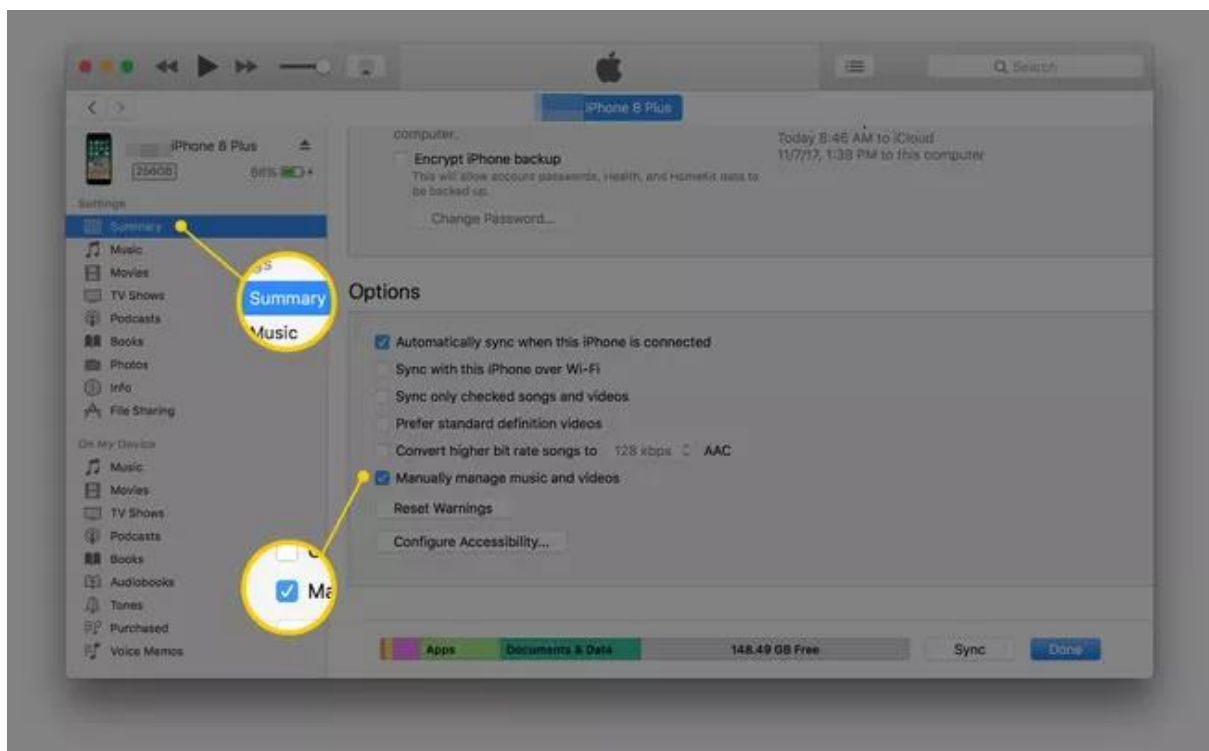 Search
iPhone 8 Plus
iPhone 8 Plus
256GB
66%
Settings
Summary
Music
Movies
TV Shows
Podcasts
Books
Photos
Info
File Sharing
On My Device
Music
Movies
TV Shows
Podcasts
Books
Audiobooks
Tones
Purchased
Voice Memos
gs
Summary
Music
computer.
Encrypt iPhone backup
This will allow account passwords, Health, and HomeKit data to
be backed up.
Change Password...
Today 8:46 AM to iCloud
11/7/17, 1:38 PM to this computer
Options
Automatically sync when this iPhone is connected
Sync with this iPhone over Wi-Fi
Sync only checked songs and videos
Prefer standard definition videos
Convert higher bit rate songs to 128 kbps AAC
Manually manage music and videos
Reset Warnings
Configure Accessibility...
Ma
Apps Documents & Data 148.49 GB Free Sync Done